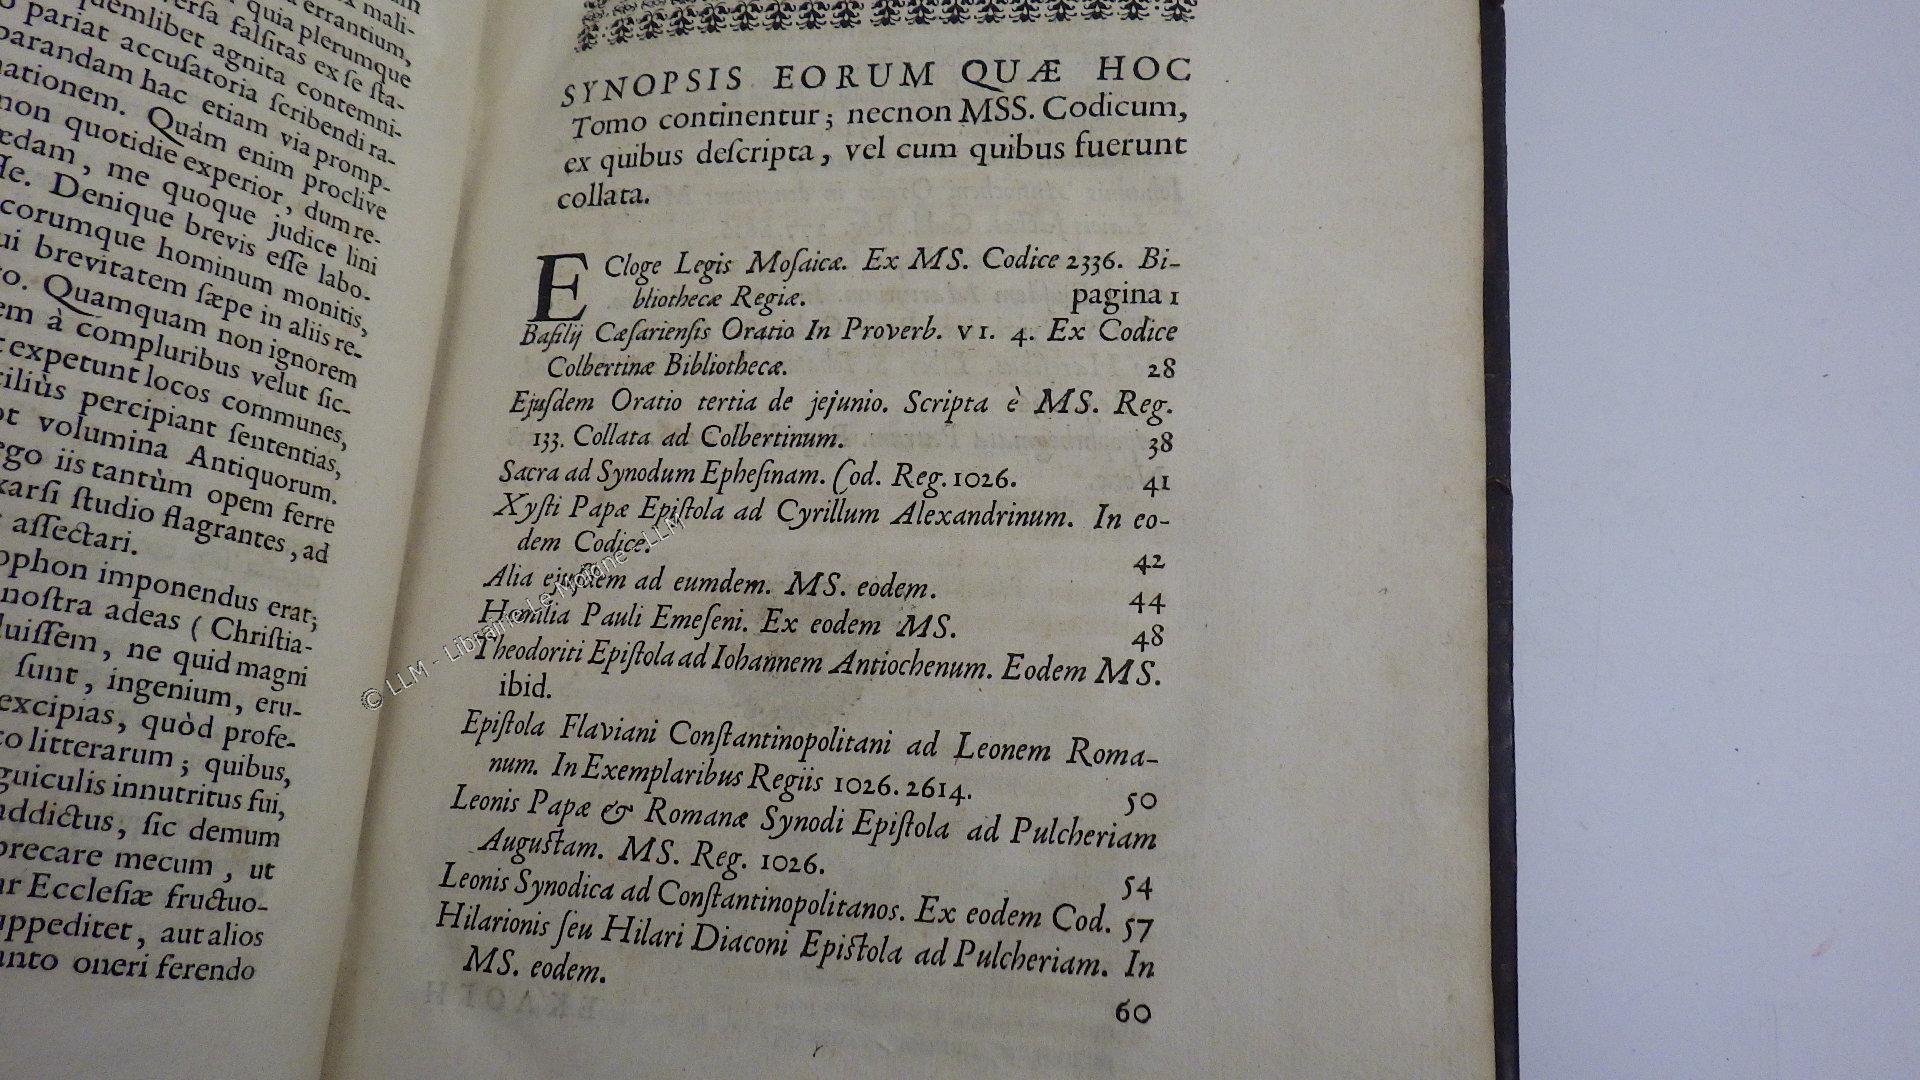 mali-
errantium,
quia plerumque
versa falsitas ex se sta-
quemlibet agnita contemni-
pariat accusatoria scribendi ra-
parandam hac etiam via promp-
nationem. Quàm enim proclive
non quotidie experior, dum re-
me quoque judice lini
Denique brevis esse labo-
corumque hominum monitis,
ui brevitatem sæpe in aliis re-
Quamquam non ignorem
em à compluribus velut sic-
expetunt locos communes,
percipiant sententias,
ot volumina Antiquorum.
ego iis tantùm opem ferre
studio flagrantes, ad
assectari.
imponendus erat;
nostra adeas (Christia-
luissem, ne quid magni
sunt, ingenium, eru-
excipias, quòd profe-
litterarum; quibus,
guiculis innutritus fui,
addictus, sic demum
precare mecum, ut
ar Ecclesiæ fructuo-
uppeditet, aut alios
anto oneri ferendo
SYNOPSIS EORUM QUÆ HOC
Tomo continentur; necnon MSS. Codicum,
ex quibus descripta, vel cum quibus fuerunt
collata.
ECloge Legis Mosaicæ. Ex MS. Codice 2336. Bi-
bliothecæ Regiæ. pagina 1
Basilij Cæsariensis Oratio In Proverb. VI. 4. Ex Codice
Colbertinæ Bibliothecæ. 28
Ejusdem Oratio tertia de jejunio. Scripta è MS. Reg.
133. Collata ad Colbertinum. 38
Sacra ad Synodum Ephesinam. Cod. Reg. 1026. 41
Xysti Papæ Epistola ad Cyrillum Alexandrinum. In eo-
dem Codice. 42
Alia ejusdem ad eumdem. MS. eodem. 44
Homilia Pauli Emeseni. Ex eodem MS. 48
Theodoriti Epistola ad Iohannem Antiochenum. Eodem MS.
ibid.
Epistola Flaviani Constantinopolitani ad Leonem Roma-
num. In Exemplaribus Regiis 1026. 2614. 50
Leonis Papæ & Romanæ Synodi Epistola ad Pulcheriam
Augustam. MS. Reg. 1026. 54
Leonis Synodica ad Constantinopolitanos. Ex eodem Cod. 57
Hilarionis seu Hilari Diaconi Epistola ad Pulcheriam. In
MS. eodem. 60
© LLM - Librairie Le Moiane - LLM